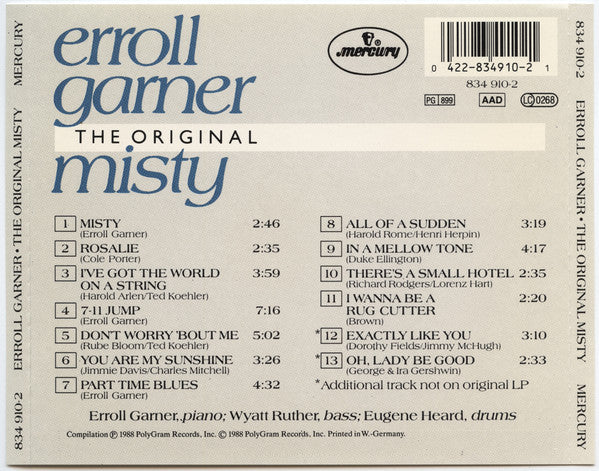 erroll
garner
THE ORIGINAL
misty
mercury
0 422-834910-2 1
834 910-2
PG 899
AAD
LC 0268
1 MISTY 2:46
(Erroll Garner)
2 ROSALIE 2:35
(Cole Porter)
3 I'VE GOT THE WORLD 3:59
ON A STRING
(Harold Arlen/Ted Koehler)
4 7-11 JUMP 7:16
(Erroll Garner)
5 DONT WORRY 'BOUT ME 5:02
(Rube Bloom/Ted Koehler)
6 YOU ARE MY SUNSHINE 3:26
(Jimmie Davis/Charles Mitchell)
7 PART TIME BLUES 4:32
(Erroll Garner)
8 ALL OF A SUDDEN 3:19
(Harold Rome/Henri Herpin)
9 IN A MELLOW TONE 4:17
(Duke Ellington)
10 THERE'S A SMALL HOTEL 2:35
(Richard Rodgers/Lorenz Hart)
11 I WANNA BE A 2:20
RUG CUTTER
(Brown)
*12 EXACTLY LIKE YOU 3:10
(Dorothy Fields/Jimmy McHugh)
*13 OH, LADY BE GOOD 2:33
(George & Ira Gershwin)
*Additional track not on original LP
Erroll Garner, piano; Wyatt Ruther, bass; Eugene Heard, drums
Compilation ℗ 1988 PolyGram Records, Inc. © 1988 PolyGram Records, Inc. Printed in W.-Germany.
834 910-2 ERROLL GARNER • THE ORIGINAL MISTY MERCURY
834 910-2 ERROLL GARNER • THE ORIGINAL MISTY MERCURY